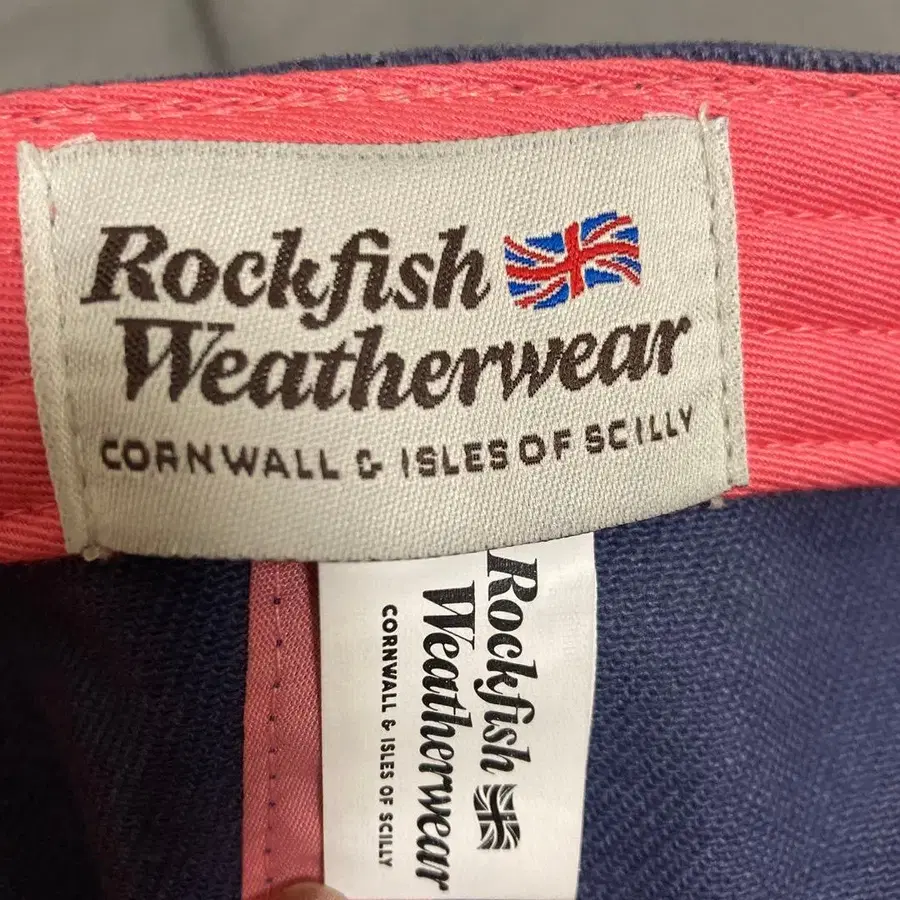 Rockfish
Weatherwear
CORNWALL & ISLES OF SCILLY
Rockfish
Weatherwear
CORNWALL & ISLES OF SCILLY